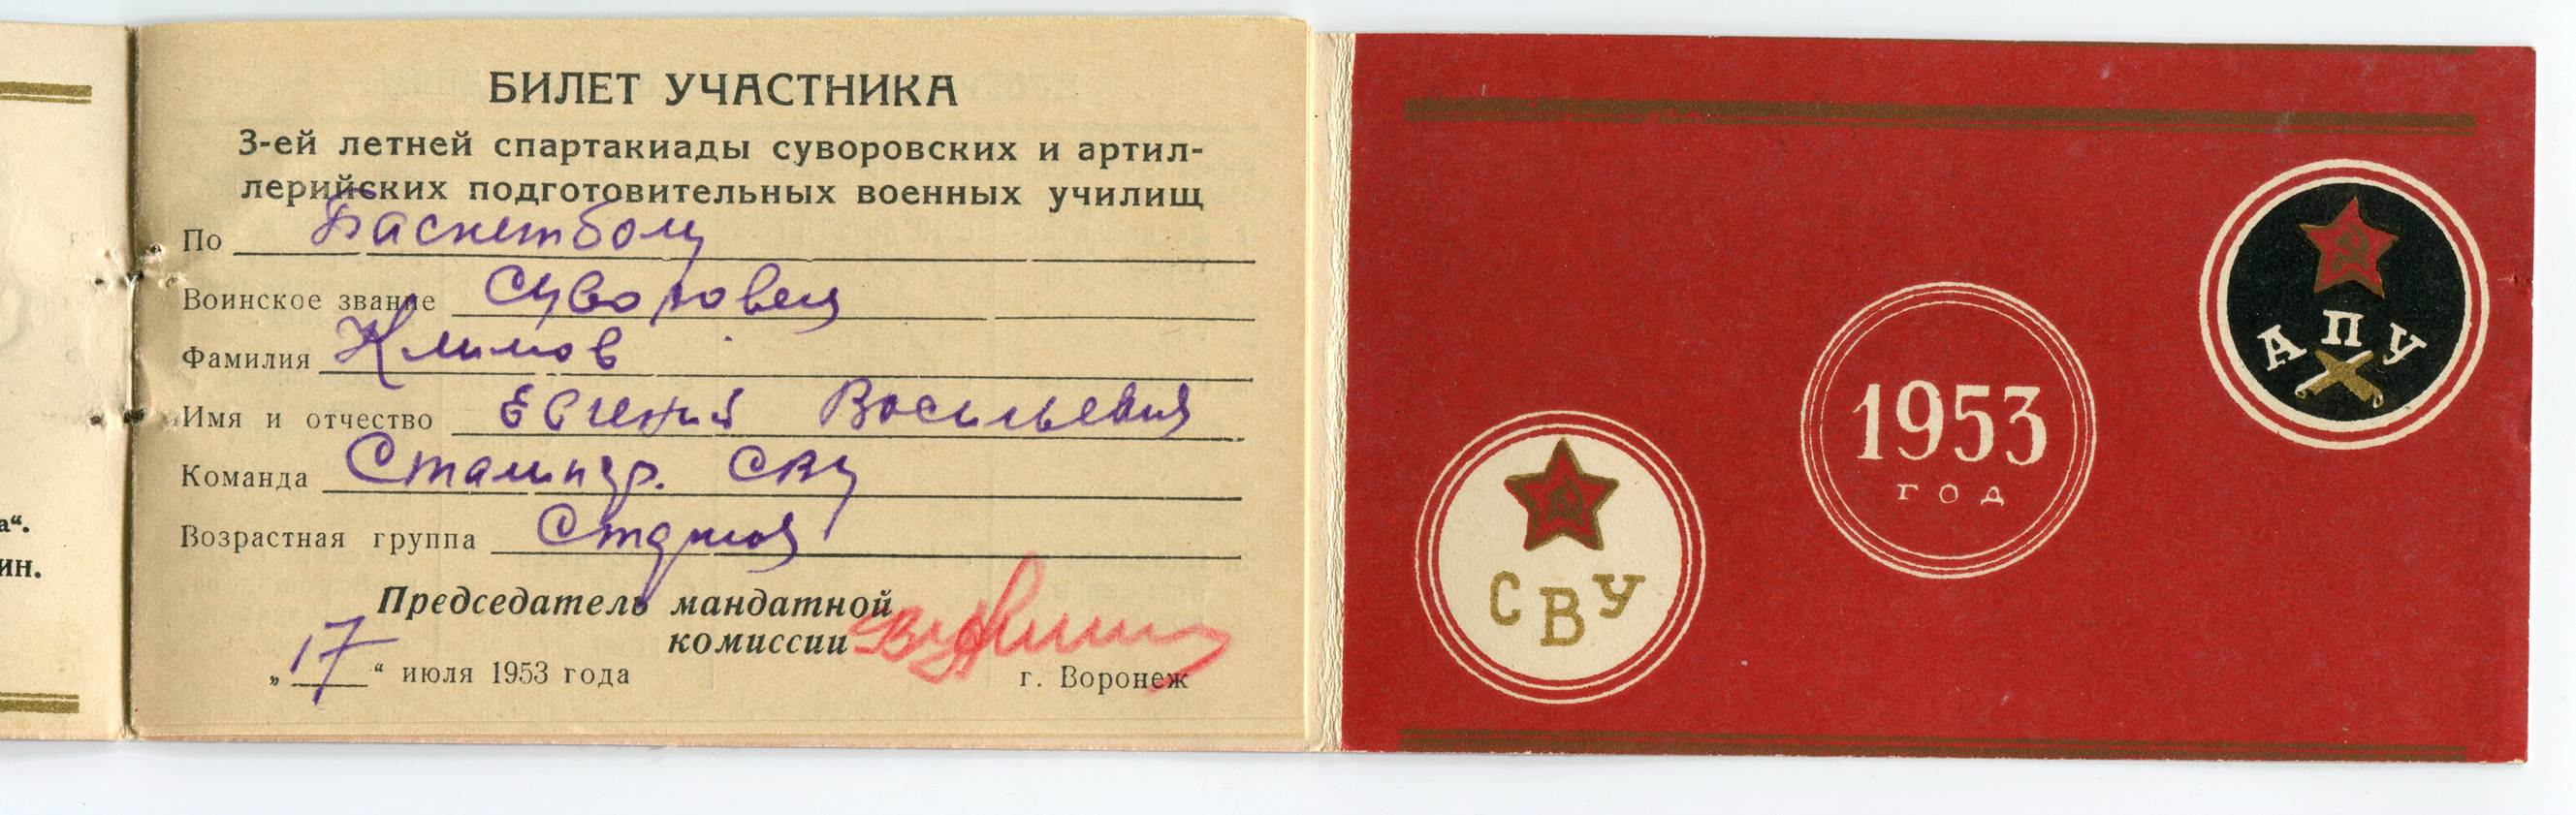 а“.
ин.
БИЛЕТ УЧАСТНИКА
3-ей летней спартакиады суворовских и артил-
лерийских подготовительных военных училищ
По Баскетболу
Воинское звание Суворовец
Фамилия Климов
Имя и отчество Евгений Васильевич
Команда Сталингр. СВУ
Возрастная группа Старшая
Председатель мандатной
комиссии
„17“ июля 1953 года г. Воронеж
СВУ
1953
ГОД
АПУ